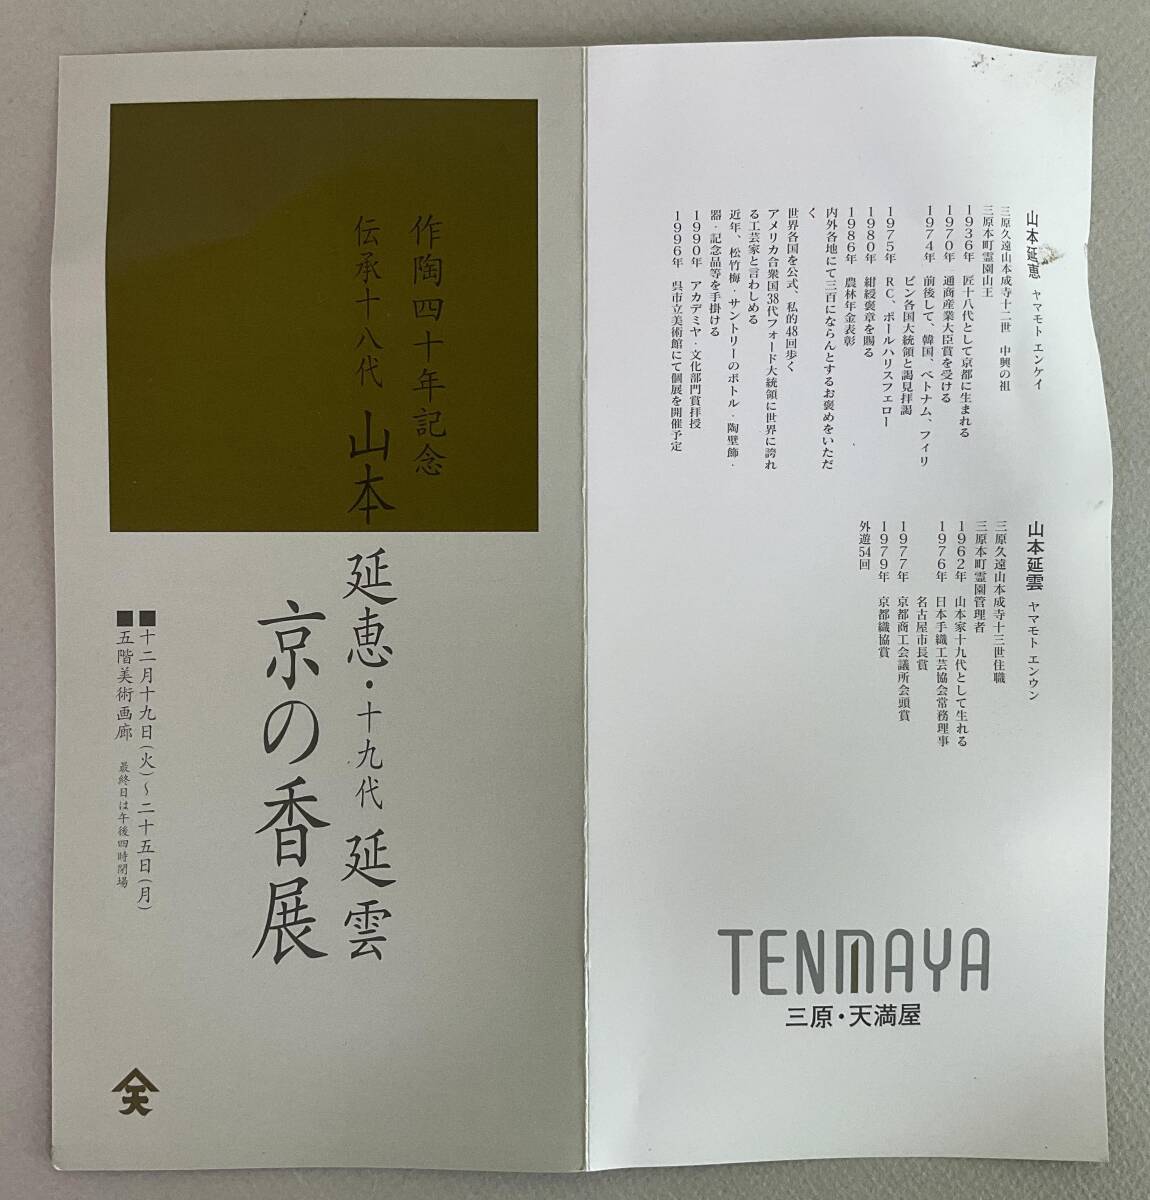 作陶四十年記念
伝承十八代 山本 延恵・十九代 延雲
京の香展
■十二月十九日(火)～二十五日(月)
■五階美術画廊 最終日は午後四時閉場
天
山本延恵 ヤマモト エンケイ
三原久遠山本成寺十二世 中興の祖
三原本町霊園山王
1936年 匠十八代として京都に生まれる
1970年 通商産業大臣賞を受ける
1974年 前後して、韓国、ベトナム、フィリ
ピン各国大統領と謁見拝謁
1975年 RC、ポールハリスフェロー
1980年 紺綬褒章を賜る
1986年 農林年金表彰
内外各地にて三百にならんとするお褒めをいただ
く
世界各国を公式、私的48回歩く
アメリカ合衆国38代フォード大統領に世界に誇れ
る工芸家と言わしめる
近年、松竹梅・サントリーのボトル・陶壁飾・
器・記念品等を手掛ける
1990年 アカデミヤ・文化部門賞拝授
1996年 呉市立美術館にて個展を開催予定
山本延雲 ヤマモト エンウン
三原久遠山本成寺十三世住職
三原本町霊園管理者
1962年 山本家十九代として生れる
1976年 日本手織工芸協会常務理事
名古屋市長賞
1977年 京都商工会議所会頭賞
1979年 京都織協賞
外遊54回
TENMAYA
三原・天満屋